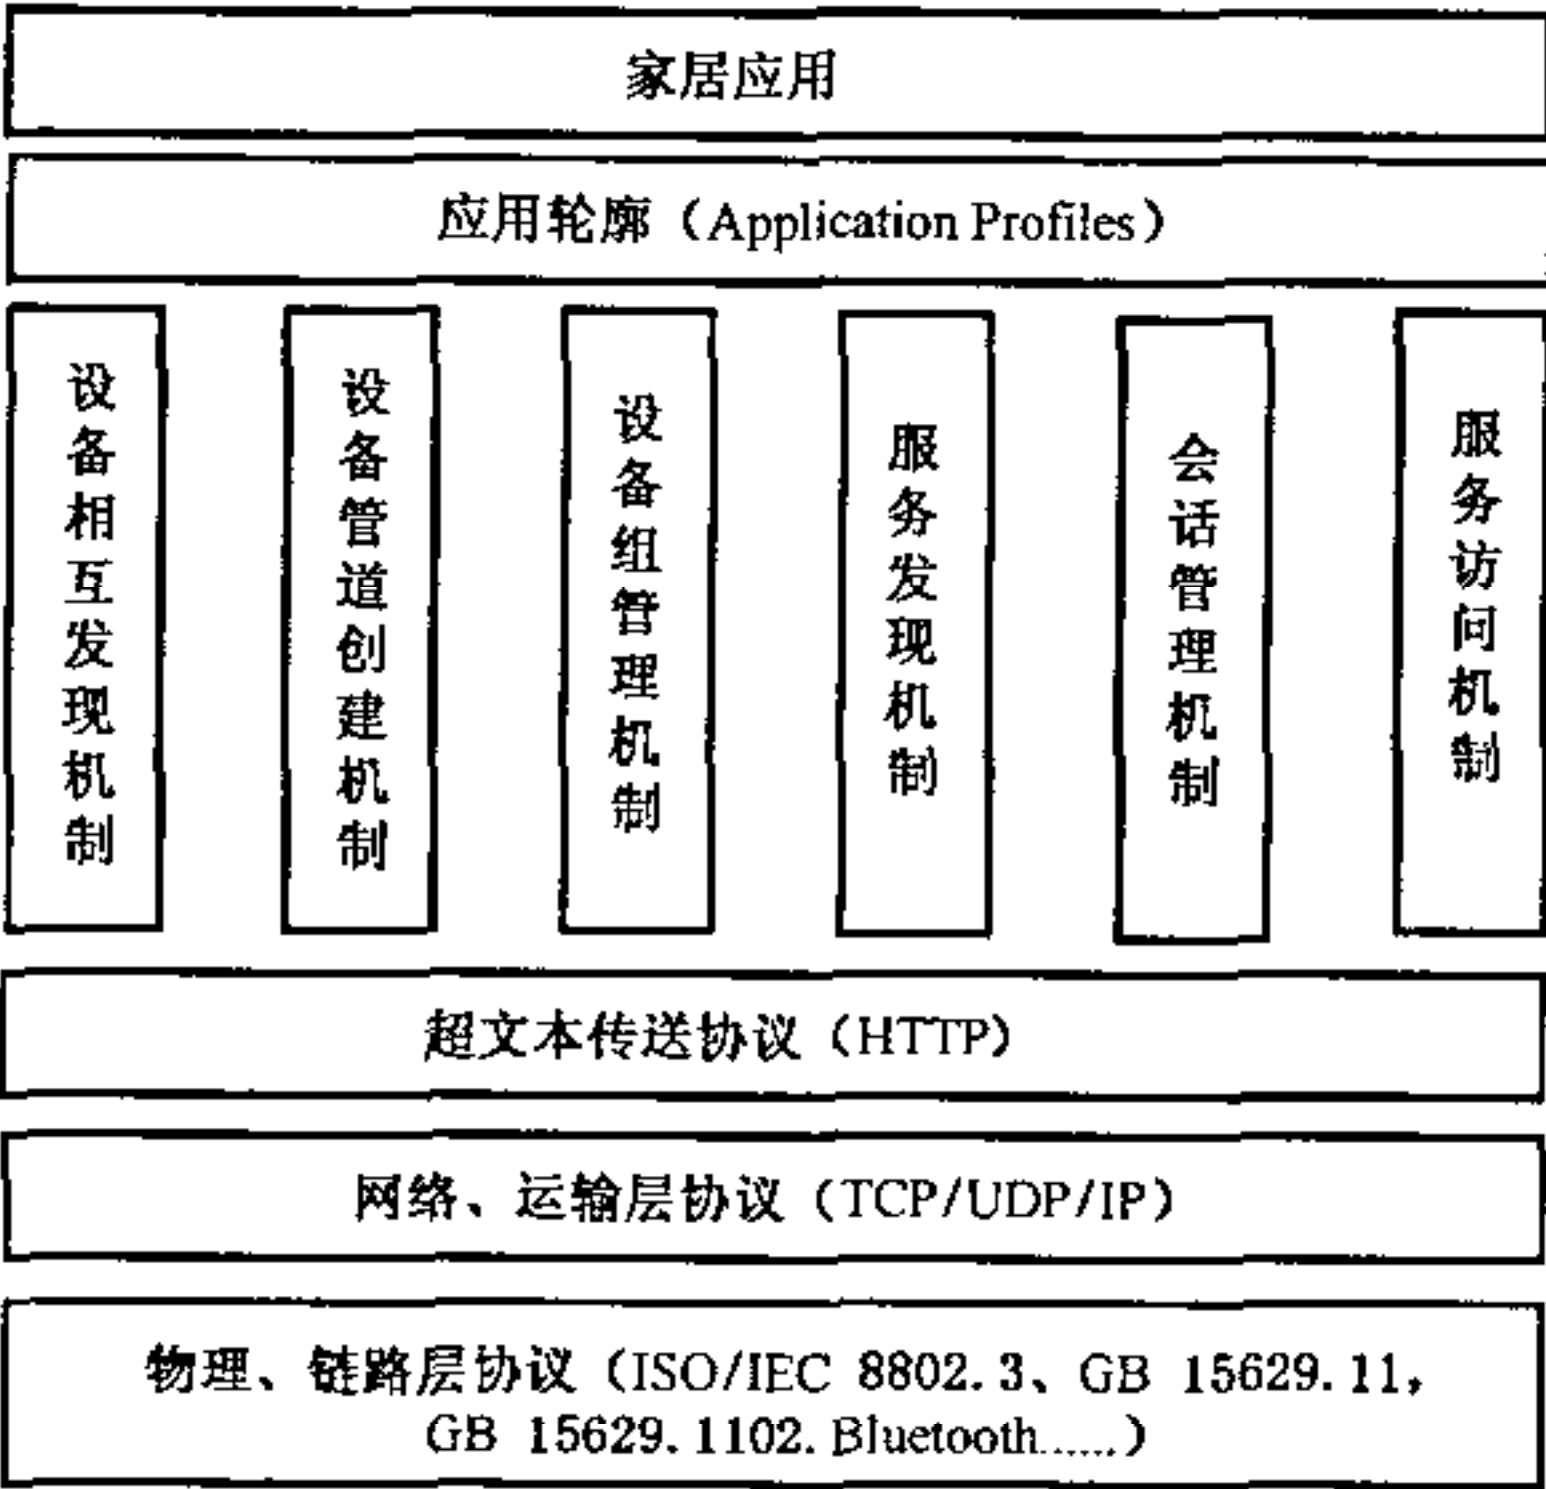 家居应用
应用轮廓（Application Profiles）
设备相互发现机制
设备管道创建机制
设备组管理机制
服务发现机制
会话管理机制
服务访问机制
超文本传送协议（HTTP）
网络、运输层协议（TCP/UDP/IP）
物理、链路层协议（ISO/IEC 8802.3、GB 15629.11，
GB 15629.1102. Bluetooth......）